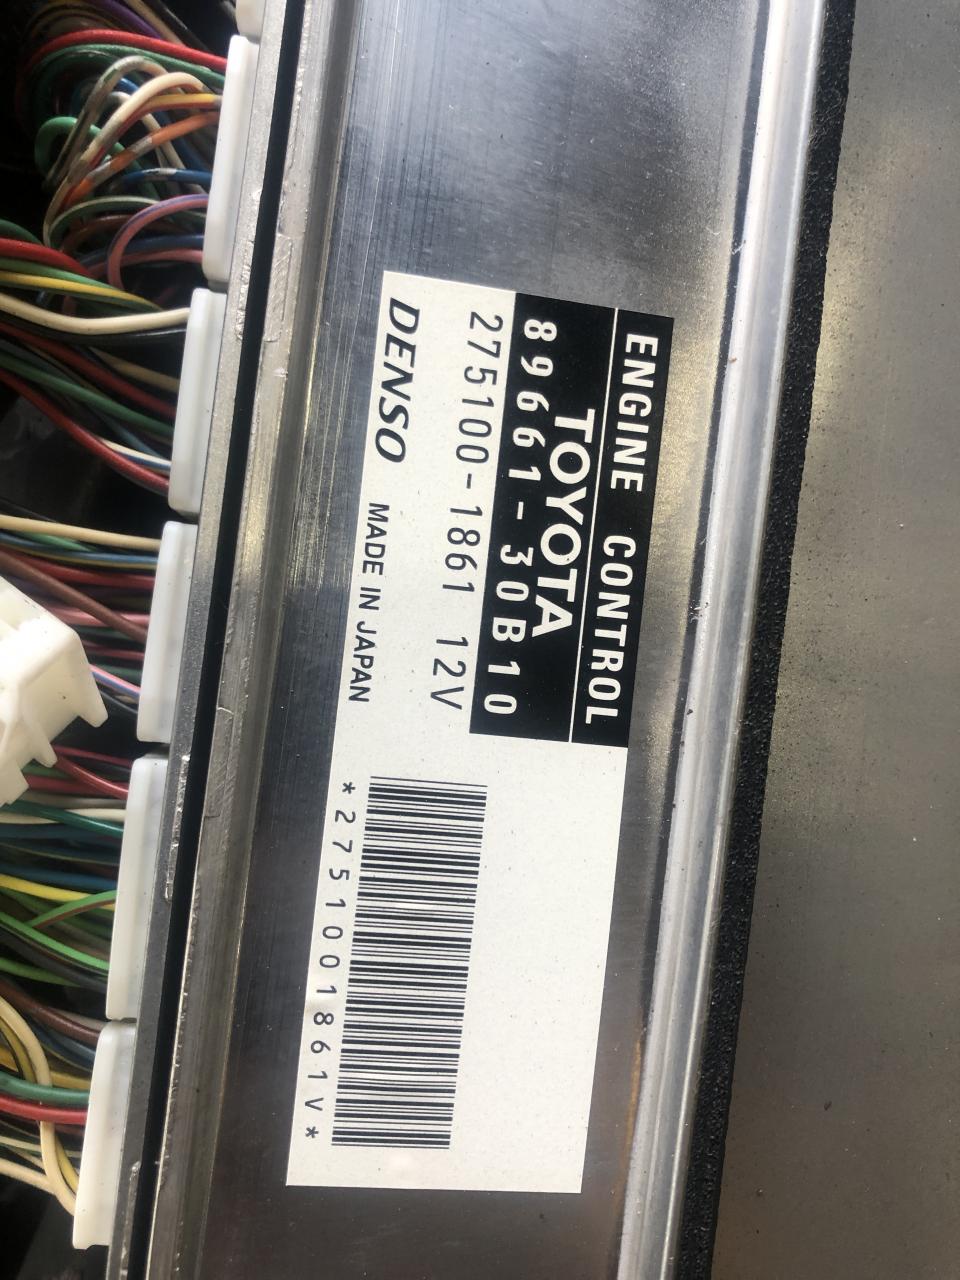 ENGINE CONTROL
TOYOTA
89661-30B10
275100-1861 12V
DENSO MADE IN JAPAN
*2751001861V*